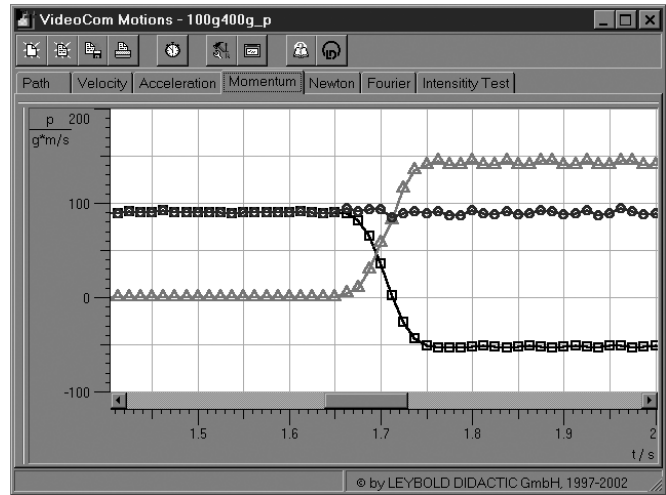 VideoCom Motions - 100g400g_p
Path Velocity Acceleration Momentum Newton Fourier Intensitity Test
p 200
g*m/s
100
0
-100
1.5 1.6 1.7 1.8 1.9 2
t / s
© by LEYBOLD DIDACTIC GmbH, 1997-2002